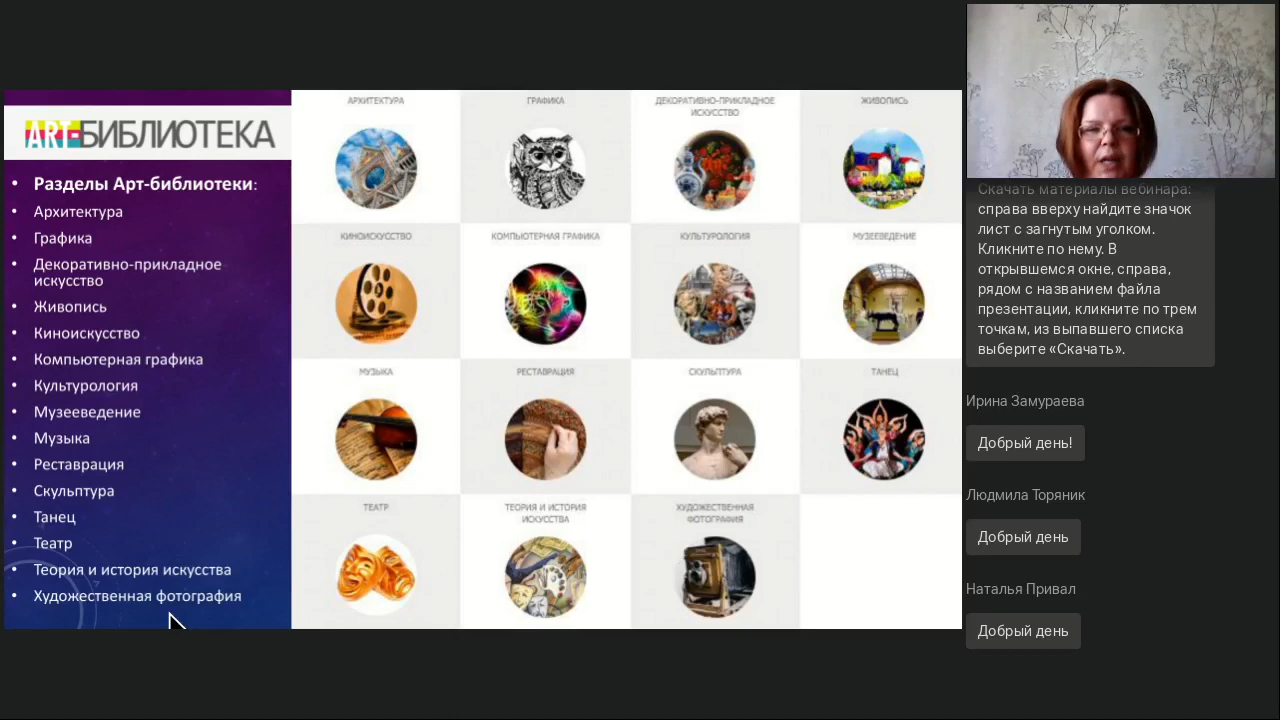 ART-БИБЛИОТЕКА
• Разделы Арт-библиотеки:
• Архитектура
• Графика
• Декоративно-прикладное
искусство
• Живопись
• Киноискусство
• Компьютерная графика
• Культурология
• Музееведение
• Музыка
• Реставрация
• Скульптура
• Танец
• Театр
• Теория и история искусства
• Художественная фотография
АРХИТЕКТУРА
ГРАФИКА
ДЕКОРАТИВНО-ПРИКЛАДНОЕ
ИСКУССТВО
ЖИВОПИСЬ
КИНОИСКУССТВО
КОМПЬЮТЕРНАЯ ГРАФИКА
КУЛЬТУРОЛОГИЯ
МУЗЕЕВЕДЕНИЕ
МУЗЫКА
РЕСТАВРАЦИЯ
СКУЛЬПТУРА
ТАНЕЦ
ТЕАТР
ТЕОРИЯ И ИСТОРИЯ
ИСКУССТВА
ХУДОЖЕСТВЕННАЯ
ФОТОГРАФИЯ
Скачать материалы вебинара:
справа вверху найдите значок
лист с загнутым уголком.
Кликните по нему. В
открывшемся окне, справа,
рядом с названием файла
презентации, кликните по трем
точкам, из выпавшего списка
выберите «Скачать».
Ирина Замураева
Добрый день!
Людмила Торяник
Добрый день
Наталья Привал
Добрый день